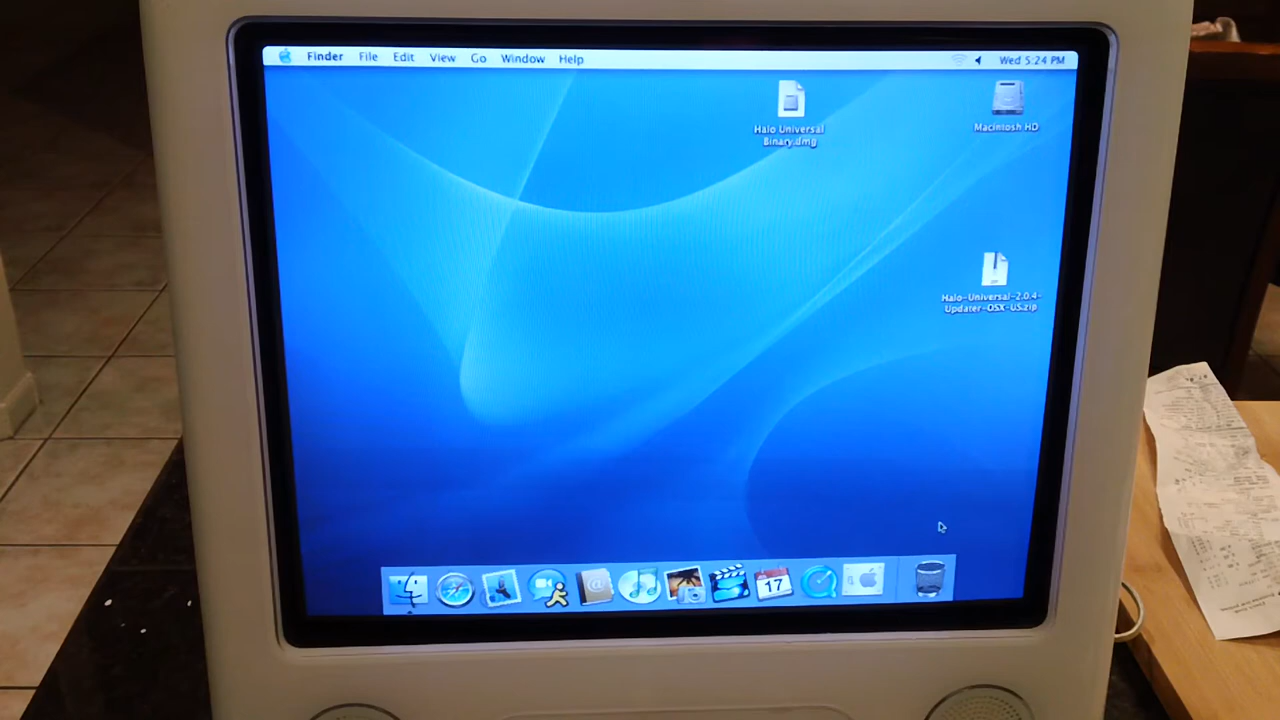 Finder File Edit View Go Window Help Wed 5:24 PM
Halo Universal
Binary.dmg
Macintosh HD
Halo-Universal-2.0.4-
Updater-OSX-US.zip
17